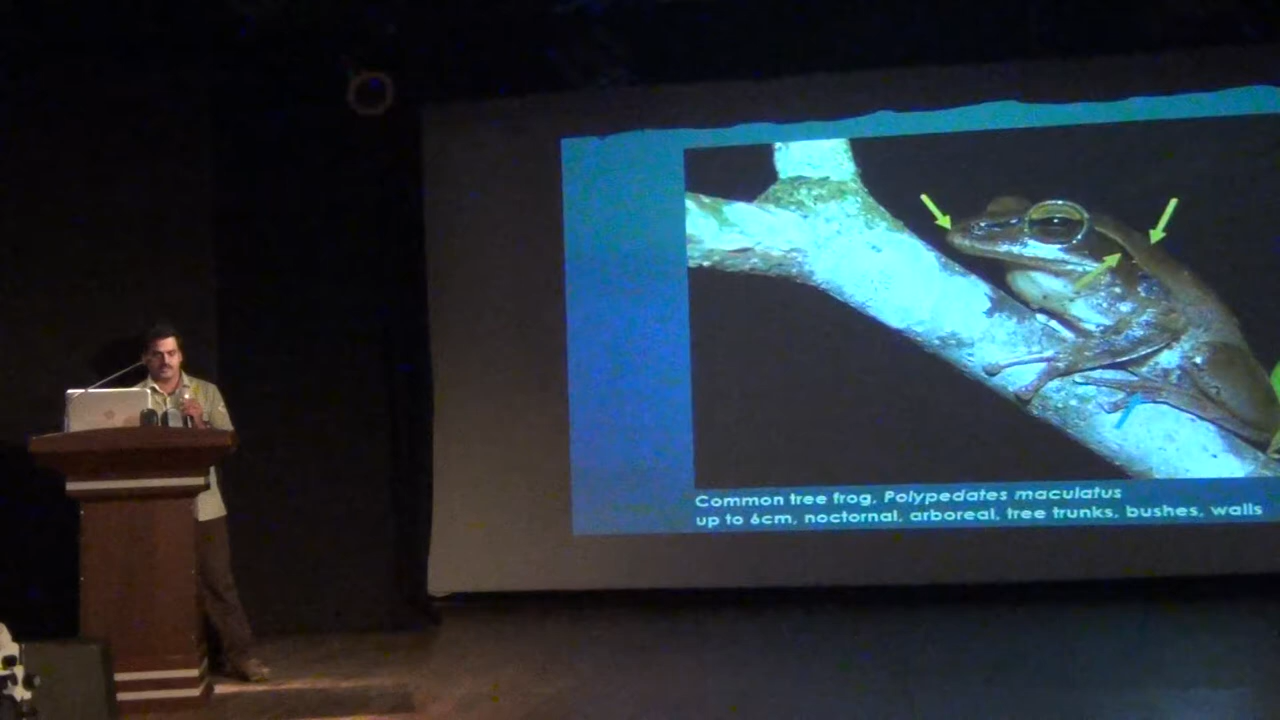 Common tree frog, Polypedates maculatus
up to 6cm, noctornal, arboreal, tree trunks, bushes, walls